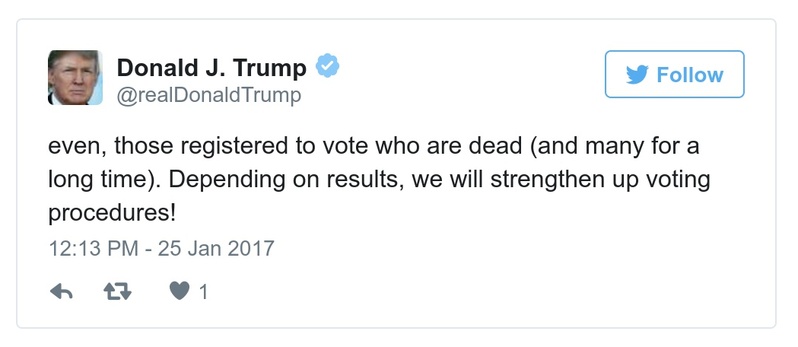 Donald J. Trump
@realDonaldTrump
Follow
even, those registered to vote who are dead (and many for a
long time). Depending on results, we will strengthen up voting
procedures!
12:13 PM - 25 Jan 2017
1